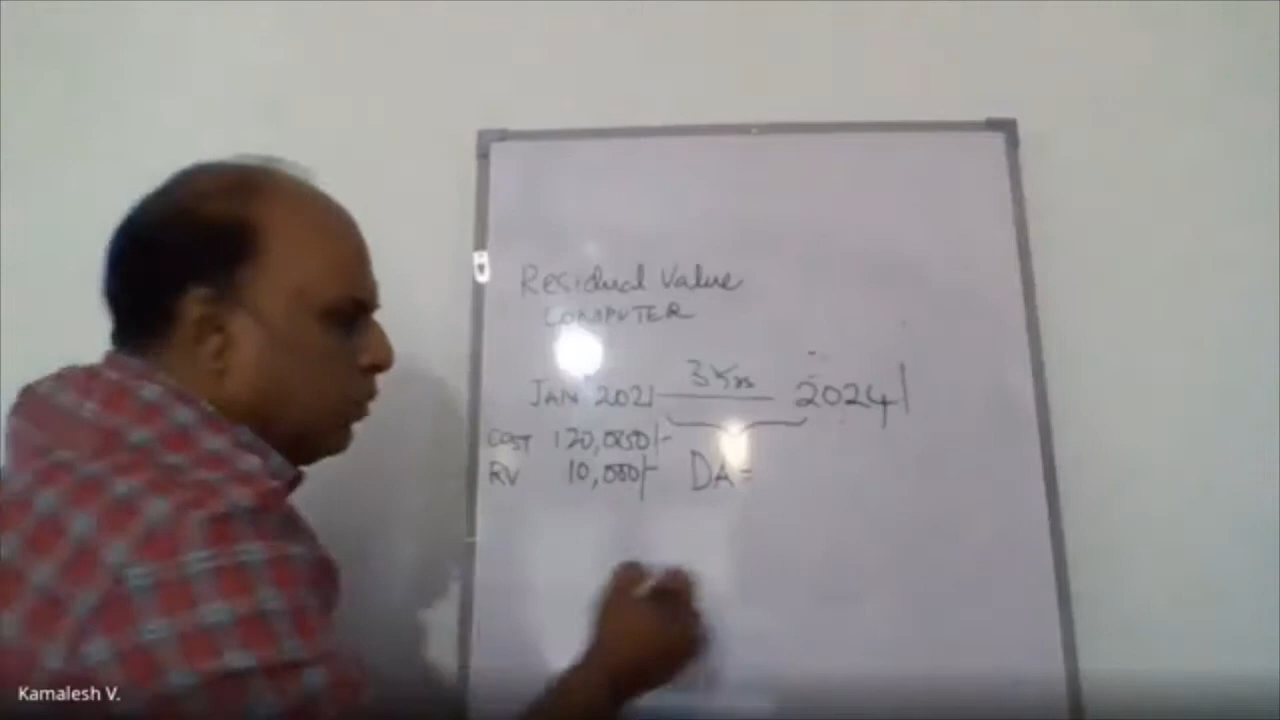 Residual Value
COMPUTER
JAN 2021 3 Yrs 2024
COST 120,000/-
RV 10,000/- DA =
Kamalesh V.